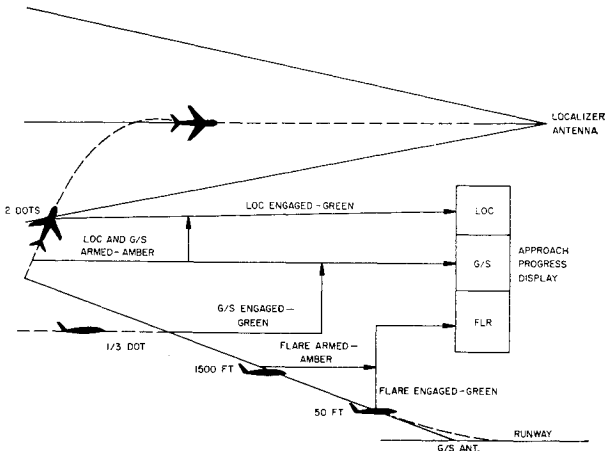 LOCALIZER
ANTENNA
2 DOTS
LOC ENGAGED-GREEN
LOC
LOC AND G/S
ARMED-AMBER
G/S
APPROACH
PROGRESS
DISPLAY
G/S ENGAGED-
GREEN
FLR
1/3 DOT
FLARE ARMED-
AMBER
1500 FT
FLARE ENGAGED-GREEN
50 FT
RUNWAY
G/S ANT.